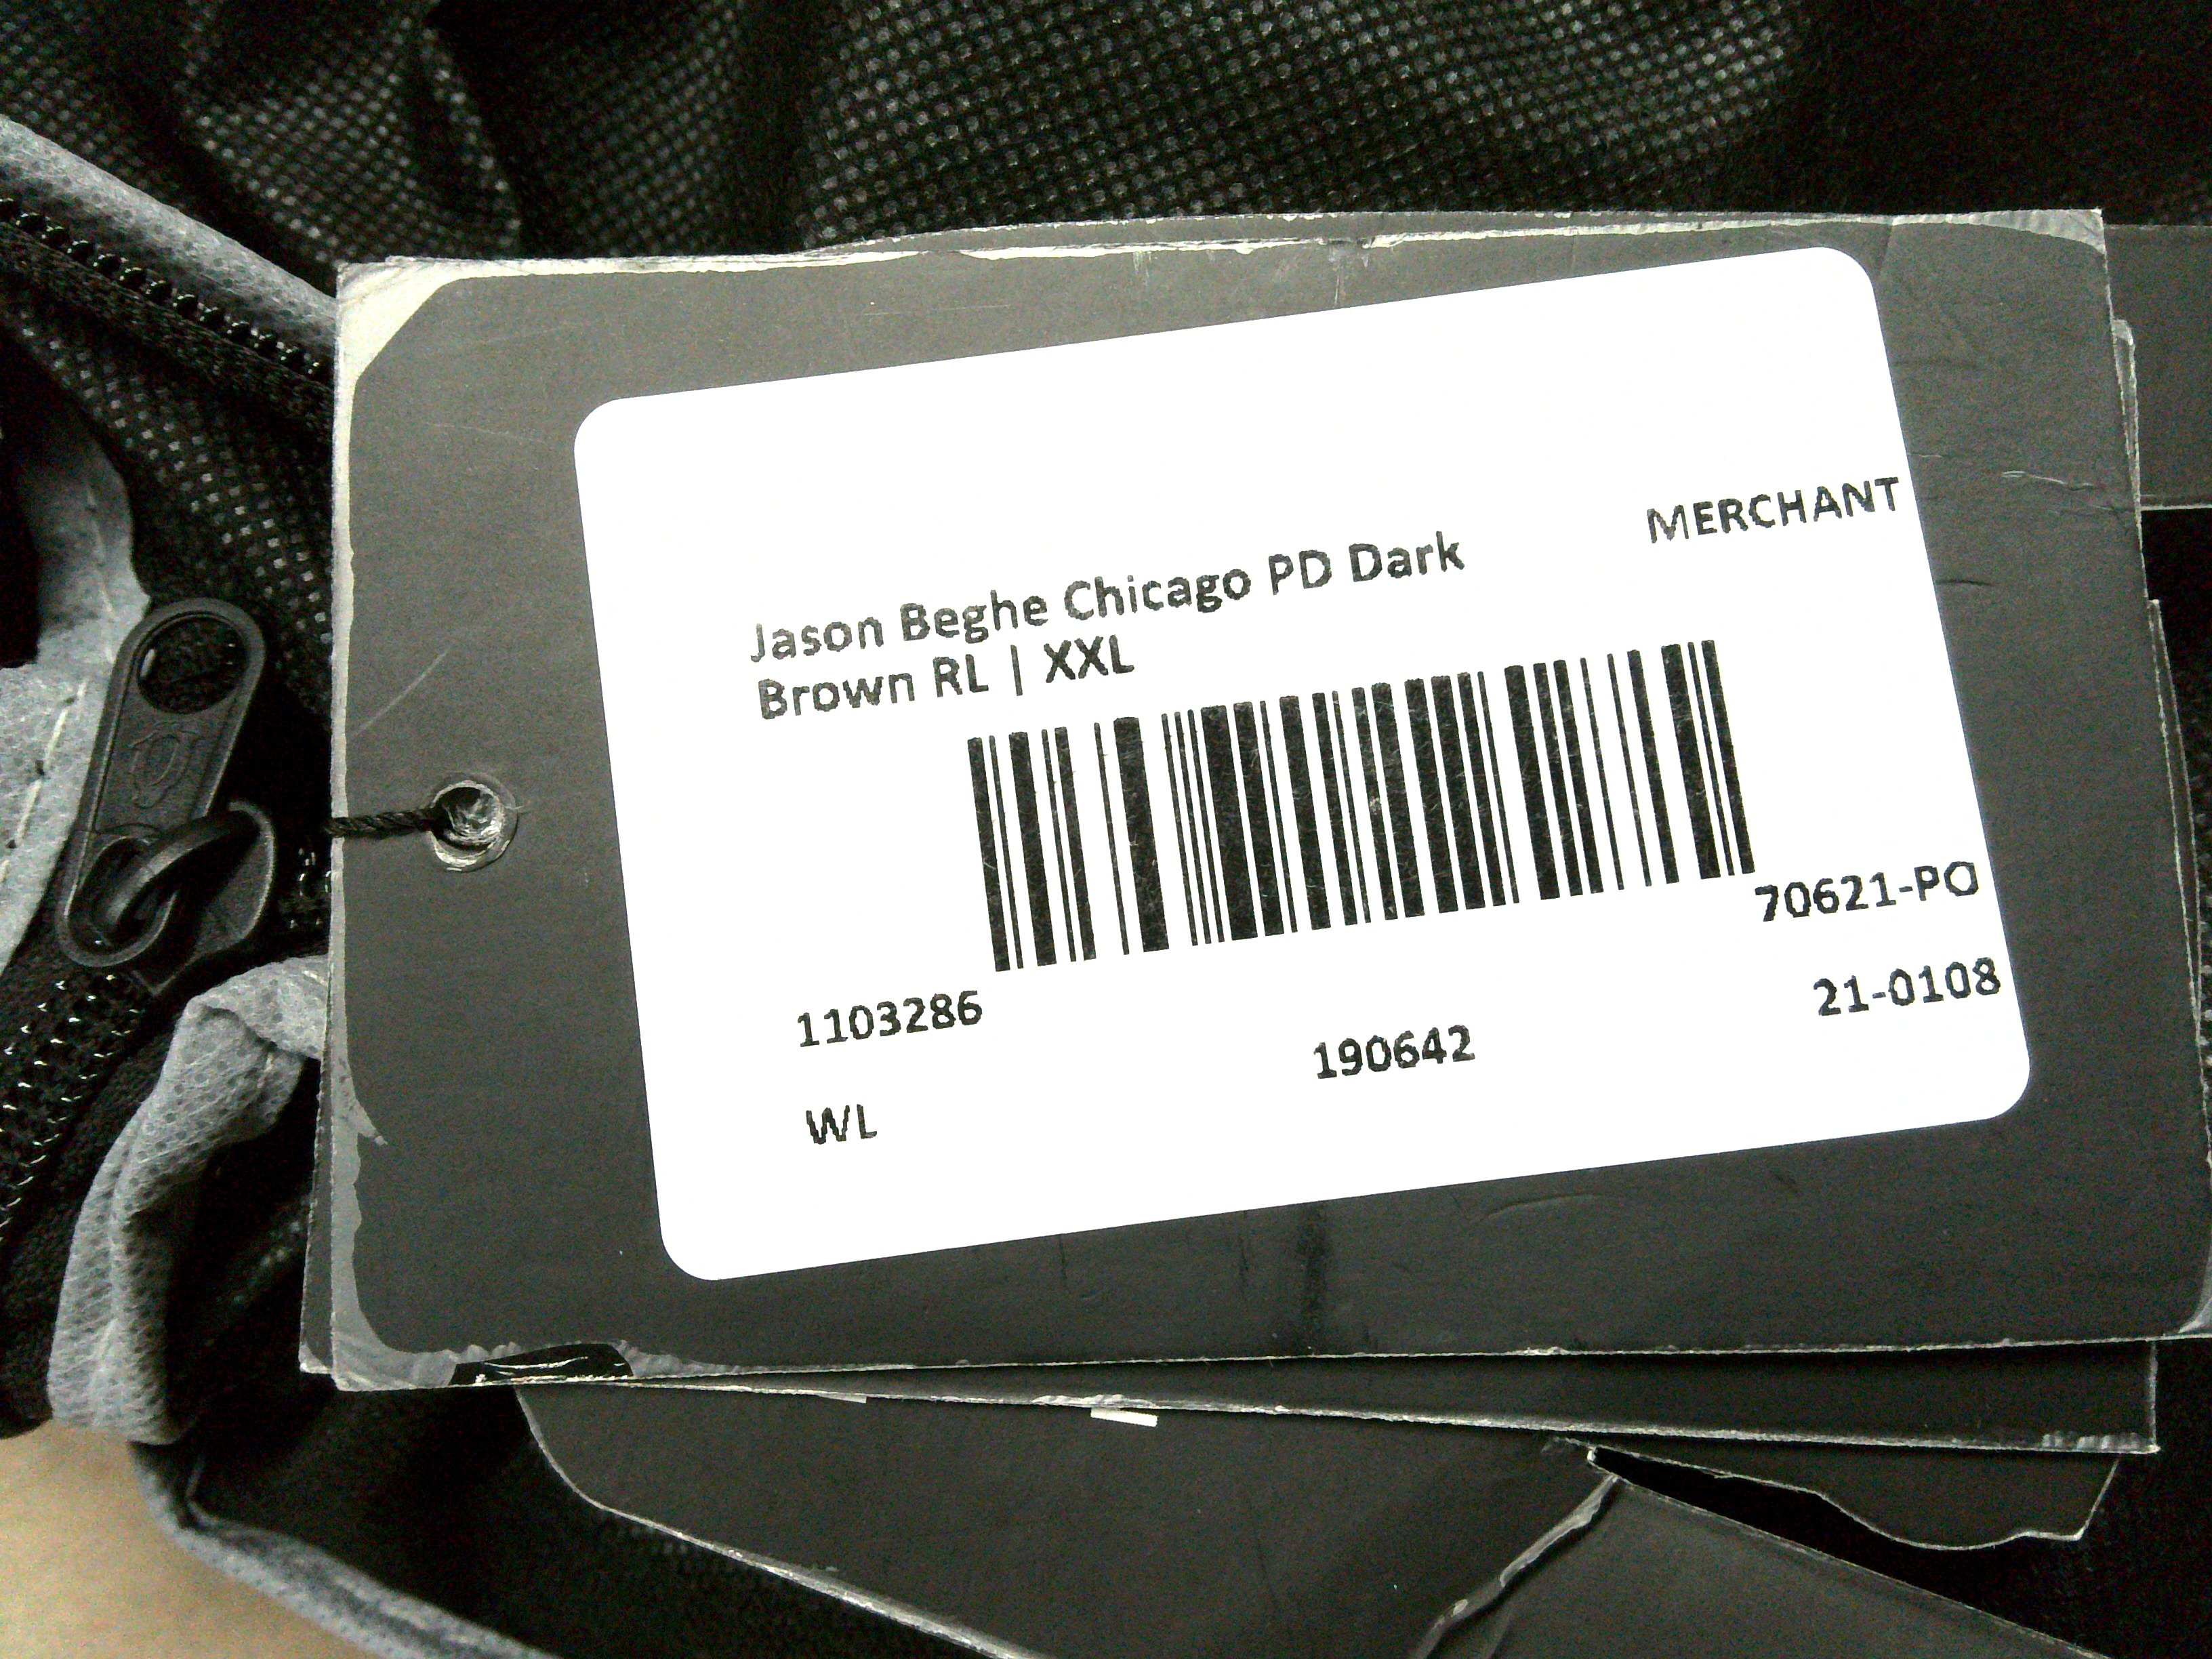 MERCHANT
Jason Beghe Chicago PD Dark
Brown RL | XXL
70621-PO
1103286
21-0108
190642
WL